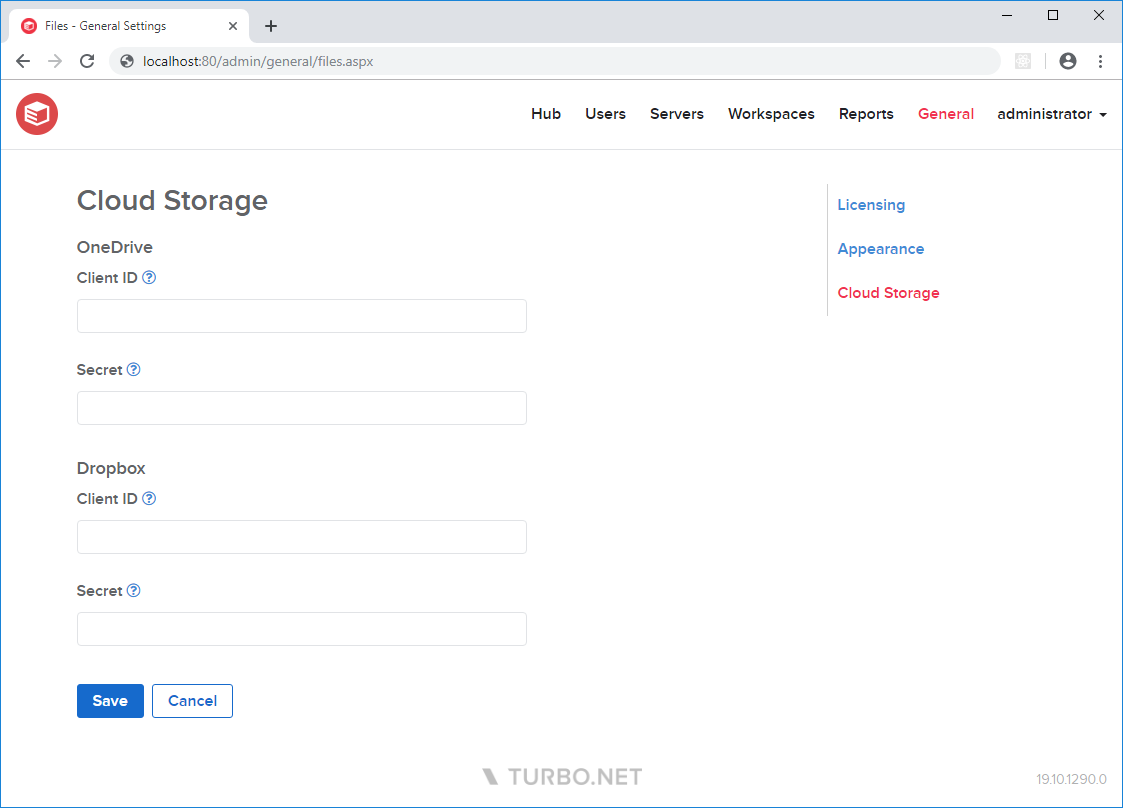 Files - General Settings
localhost:80/admin/general/files.aspx
Hub Users Servers Workspaces Reports General administrator
Cloud Storage
OneDrive
Client ID ?
Secret ?
Dropbox
Client ID ?
Secret ?
Save Cancel
Licensing
Appearance
Cloud Storage
TURBO.NET
19.10.1290.0